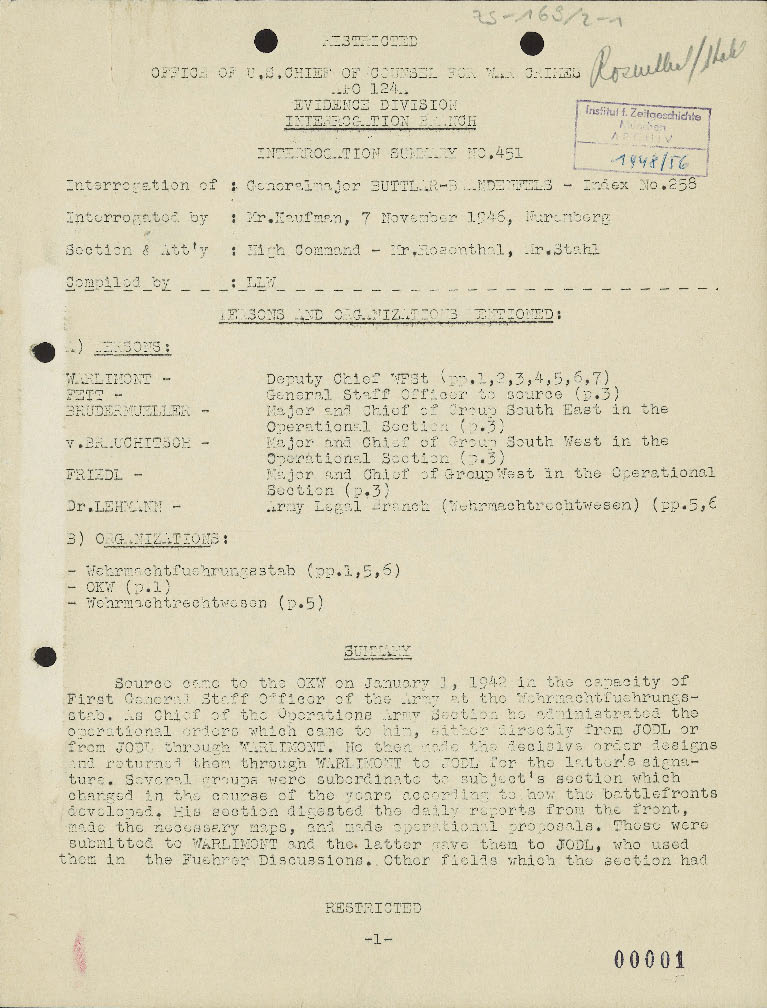 ZS-169/2-1
RESTRICTED
OFFICE OF U.S.CHIEF OF COUNSEL FOR WAR CRIMES
APO 124A
EVIDENCE DIVISION
INTERROGATION BRANCH
Institut f. Zeitgeschichte
München
ARCHIV
1948/56
INTERROGATION SUMMARY NO.451
Interrogation of : Generalmajor BUTTLAR-BRANDENFELS - Index No.258
Interrogated by : Mr.Kaufman, 7 November 1946, Nuremberg
Section & Att'y : High Command - Mr.Rosenthal, Mr.Stahl
Compiled by : LLW
PERSONS AND ORGANIZATIONS MENTIONED:
A) PERSONS:
WARLIMONT - Deputy Chief WFSt (pp.1,2,3,4,5,6,7)
FETT - General Staff Officer to source (p.3)
BRUDERMUELLER - Major and Chief of Group South East in the
Operational Section (p.3)
v.BRAUCHITSCH - Major and Chief of Group South West in the
Operational Section (p.3)
FRIEDL - Major and Chief of GroupWest in the Operational
Section (p.3)
Dr.LEHMANN - Army Legal Branch (Wehrmachtrechtwesen) (pp.5,6
B) ORGANIZATIONS:
- Wehrmachtfuehrungsstab (pp.1,5,6)
- OKW (p.1)
- Wehrmachtrechtwesen (p.5)
SUMMARY
Source came to the OKW on January 1, 1942 in the capacity of
First General Staff Officer of the Army at the Wehrmachtfuehrungs-
stab. As Chief of the Operations Army Section he administrated the
operational orders which came to him, either directly from JODL or
from JODL through WARLIMONT. He then made the decisive order designs
and returned them through WARLIMONT to JODL for the latter's signa-
ture. Several groups were subordinate to subject's section which
changed in the course of the years according to how the battlefronts
developed. His section digested the daily reports from the front,
made the necessary maps, and made operational proposals. These were
submitted to WARLIMONT and the latter gave them to JODL, who used
them in the Fuehrer Discussions. Other fields which the section had
RESTRICTED
-1-
00001